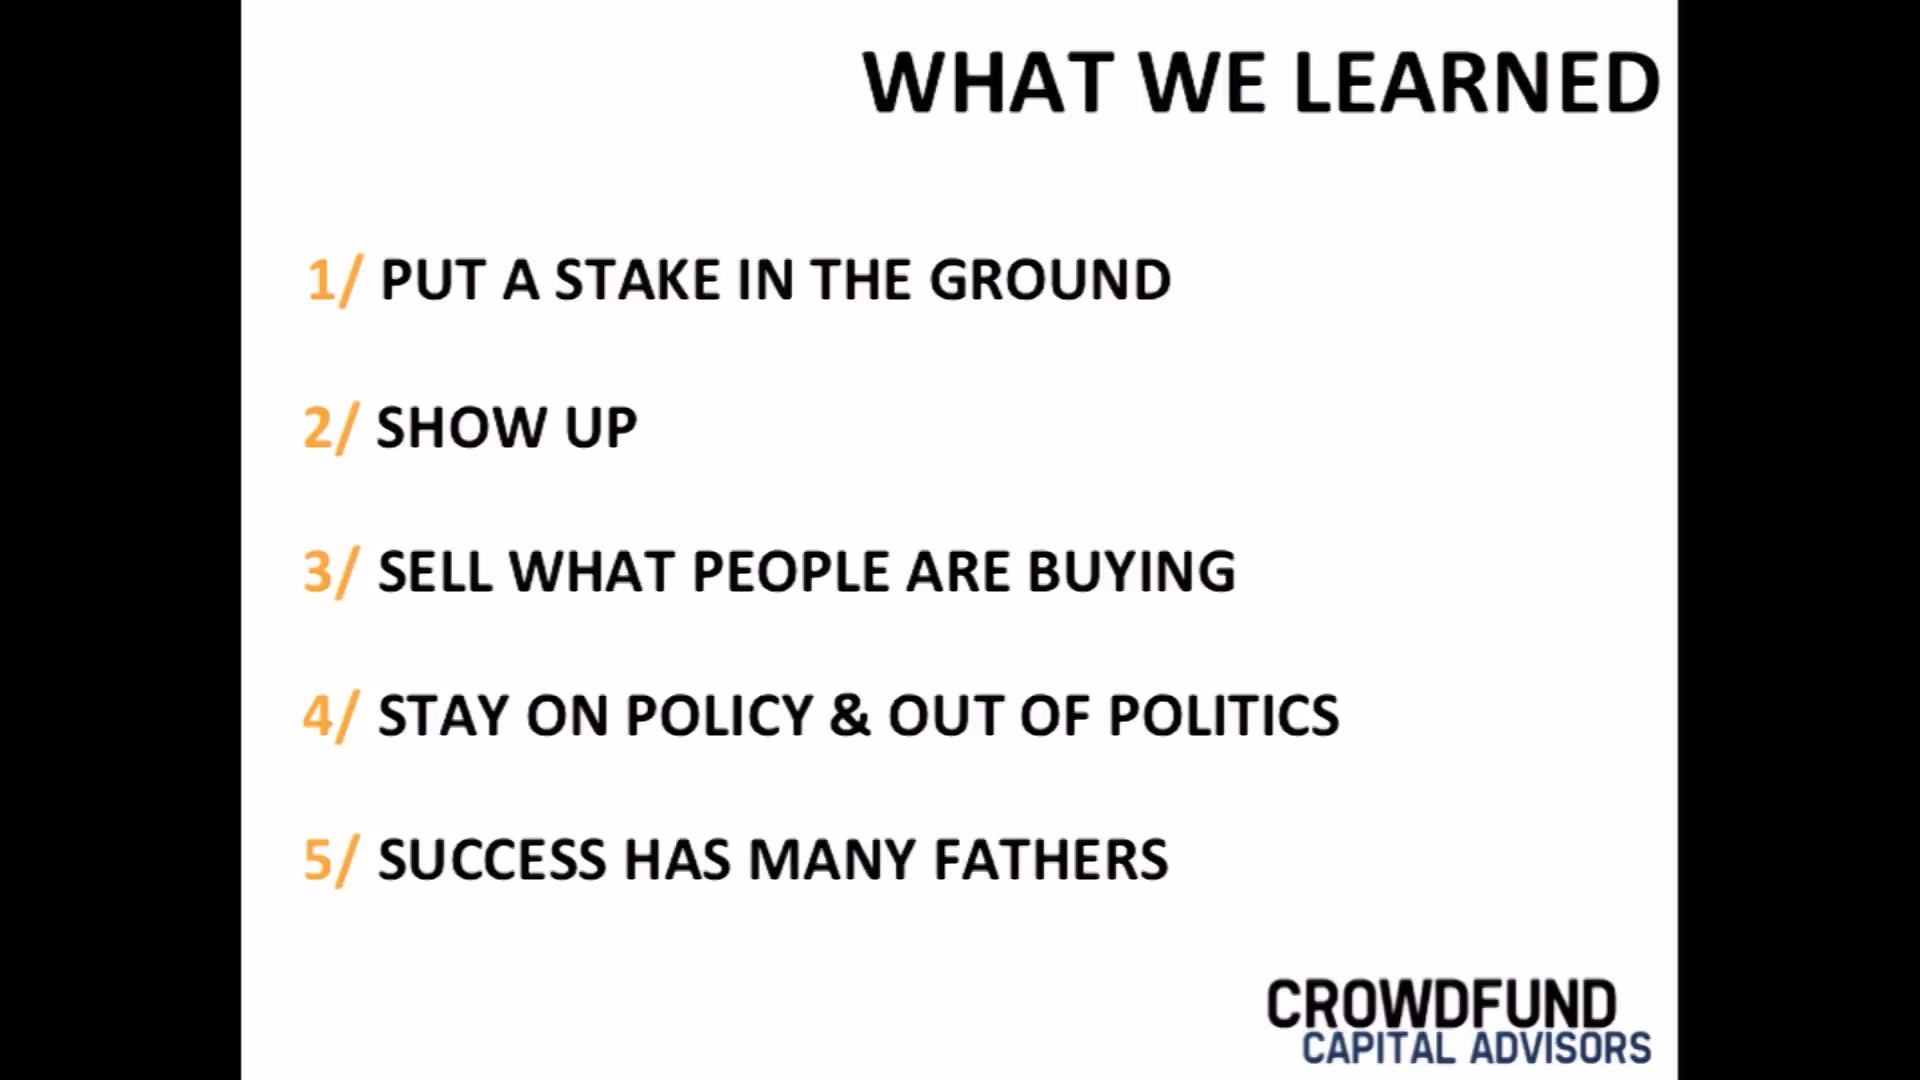 WHAT WE LEARNED
1/ PUT A STAKE IN THE GROUND
2/ SHOW UP
3/ SELL WHAT PEOPLE ARE BUYING
4/ STAY ON POLICY & OUT OF POLITICS
5/ SUCCESS HAS MANY FATHERS
CROWDFUND
CAPITAL ADVISORS